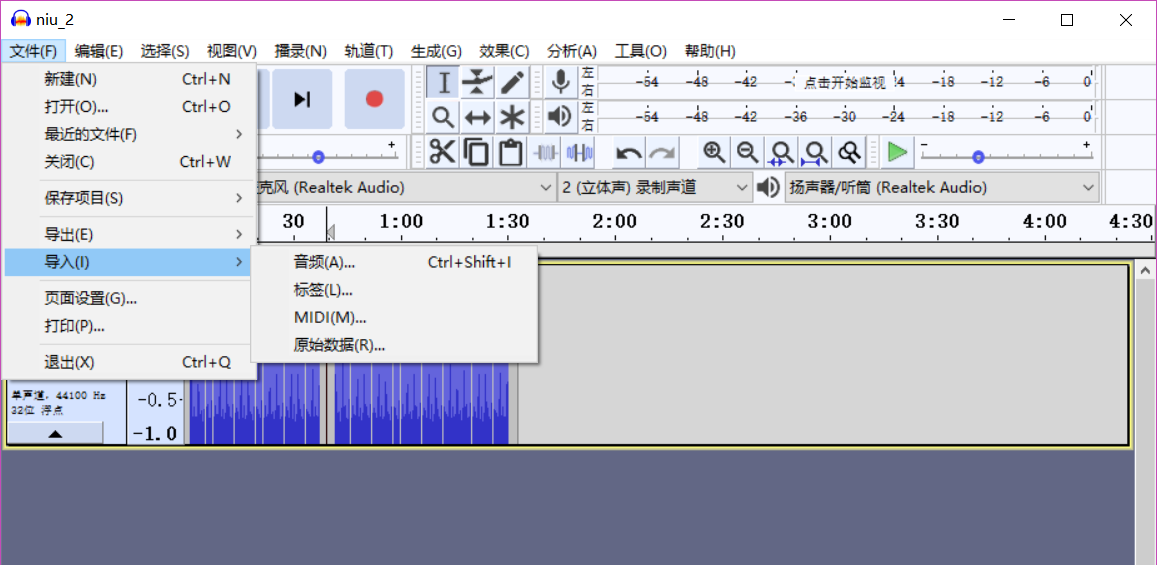 niu_2
文件(F) 编辑(E) 选择(S) 视图(V) 播录(N) 轨道(T) 生成(G) 效果(C) 分析(A) 工具(O) 帮助(H)
新建(N) Ctrl+N
打开(O)... Ctrl+O
最近的文件(F)
关闭(C) Ctrl+W
保存项目(S)
导出(E)
导入(I)
页面设置(G)...
打印(P)...
退出(X) Ctrl+Q
左 -54 -48 -42 点击开始监视 -18 -12 -6 0
右
左 -54 -48 -42 -36 -30 -24 -18 -12 -6 0
右
- +
克风 (Realtek Audio) 2 (立体声) 录制声道 扬声器/听筒 (Realtek Audio)
30 1:00 1:30 2:00 2:30 3:00 3:30 4:00 4:30
音频(A)... Ctrl+Shift+I
标签(L)...
MIDI(M)...
原始数据(R)...
单声道, 44100 Hz
32位 浮点
-0.5
-1.0